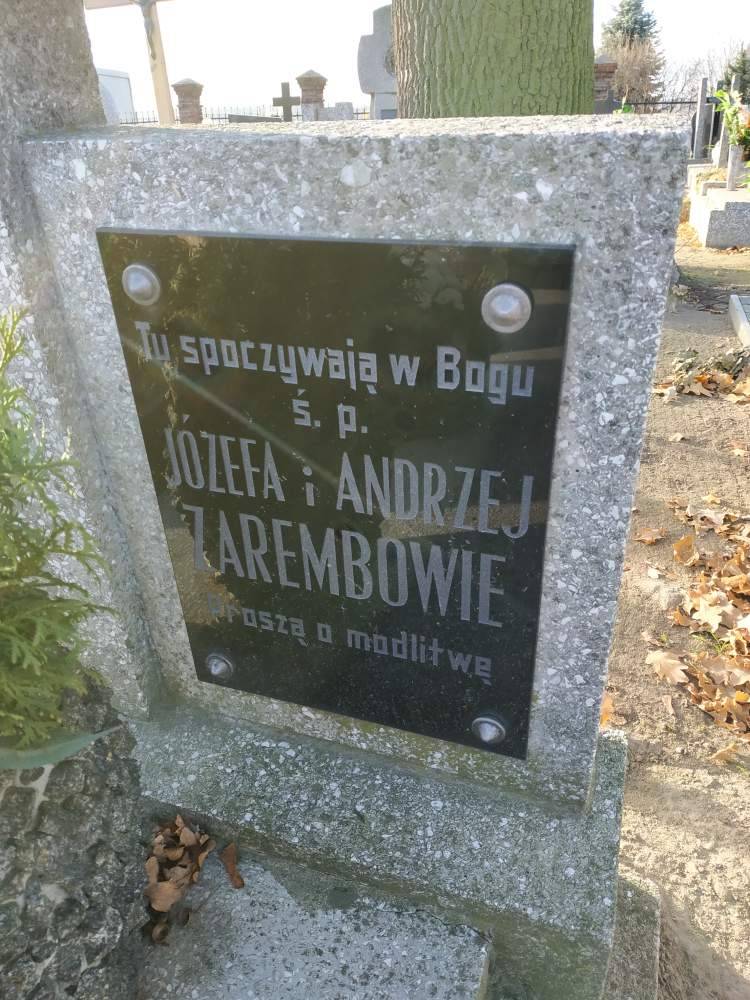 Tu spoczywają w Bogu
ś. p.
JÓZEFA i ANDRZEJ
ZAREMBOWIE
proszą o modlitwę